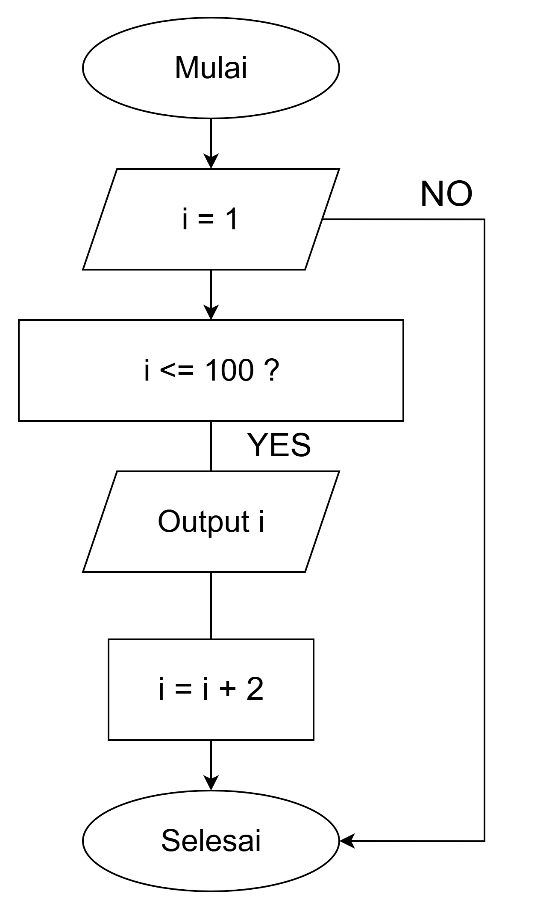 Mulai
i = 1
NO
i <= 100 ?
YES
Output i
i = i + 2
Selesai